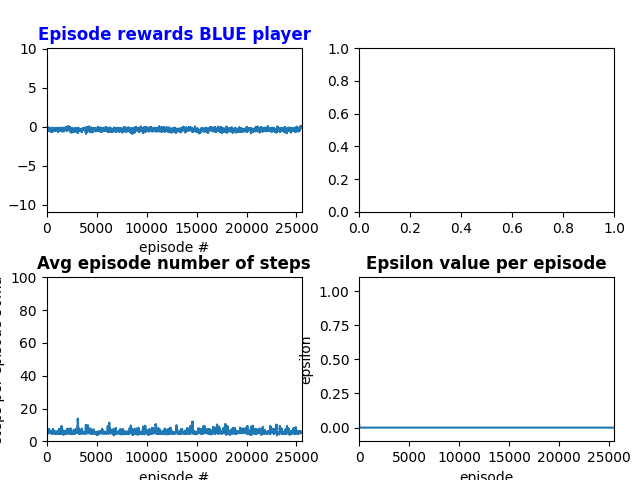 Episode rewards BLUE player
10
5
0
−5
−10
0 5000 10000 15000 20000 25000
episode #
1.0
0.8
0.6
0.4
0.2
0.0
0.0 0.2 0.4 0.6 0.8 1.0
Avg episode number of steps
100
80
60
40
20
0
0 5000 10000 15000 20000 25000
episode #
Epsilon value per episode
epsilon
1.00
0.75
0.50
0.25
0.00
0 5000 10000 15000 20000 25000
episode